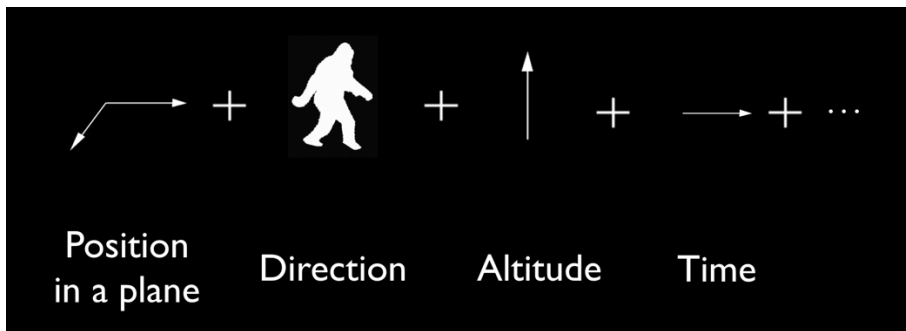 + + + + ...
Position
in a plane
Direction
Altitude
Time